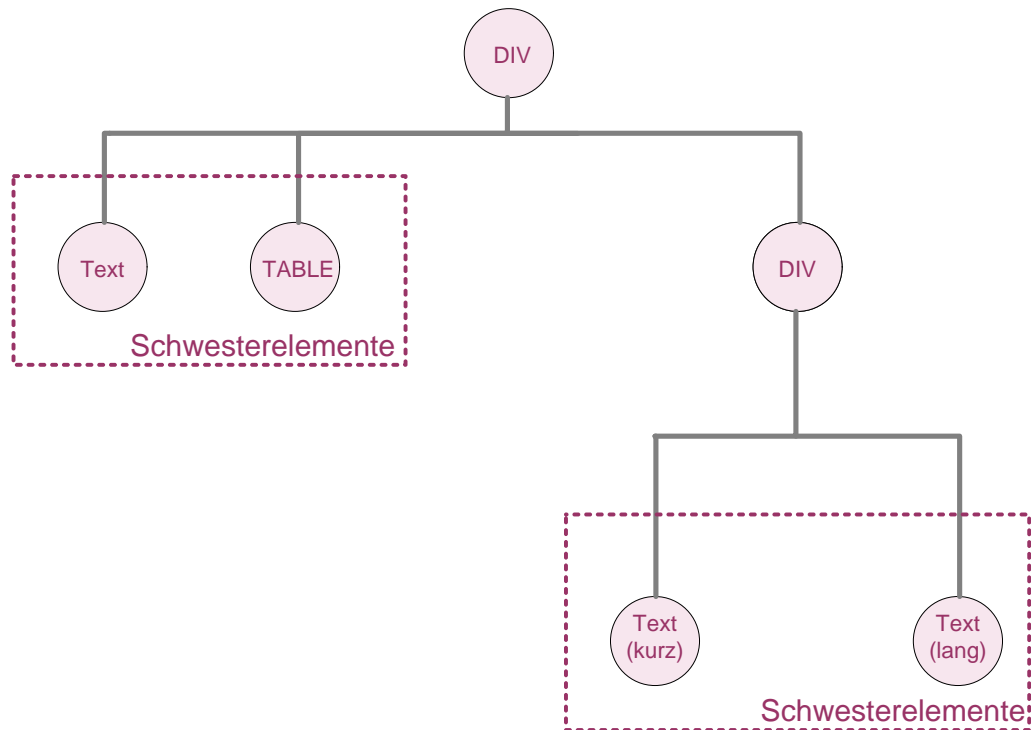 DIV
Text
TABLE
DIV
Schwesterelemente
Text
(kurz)
Text
(lang)
Schwesterelemente